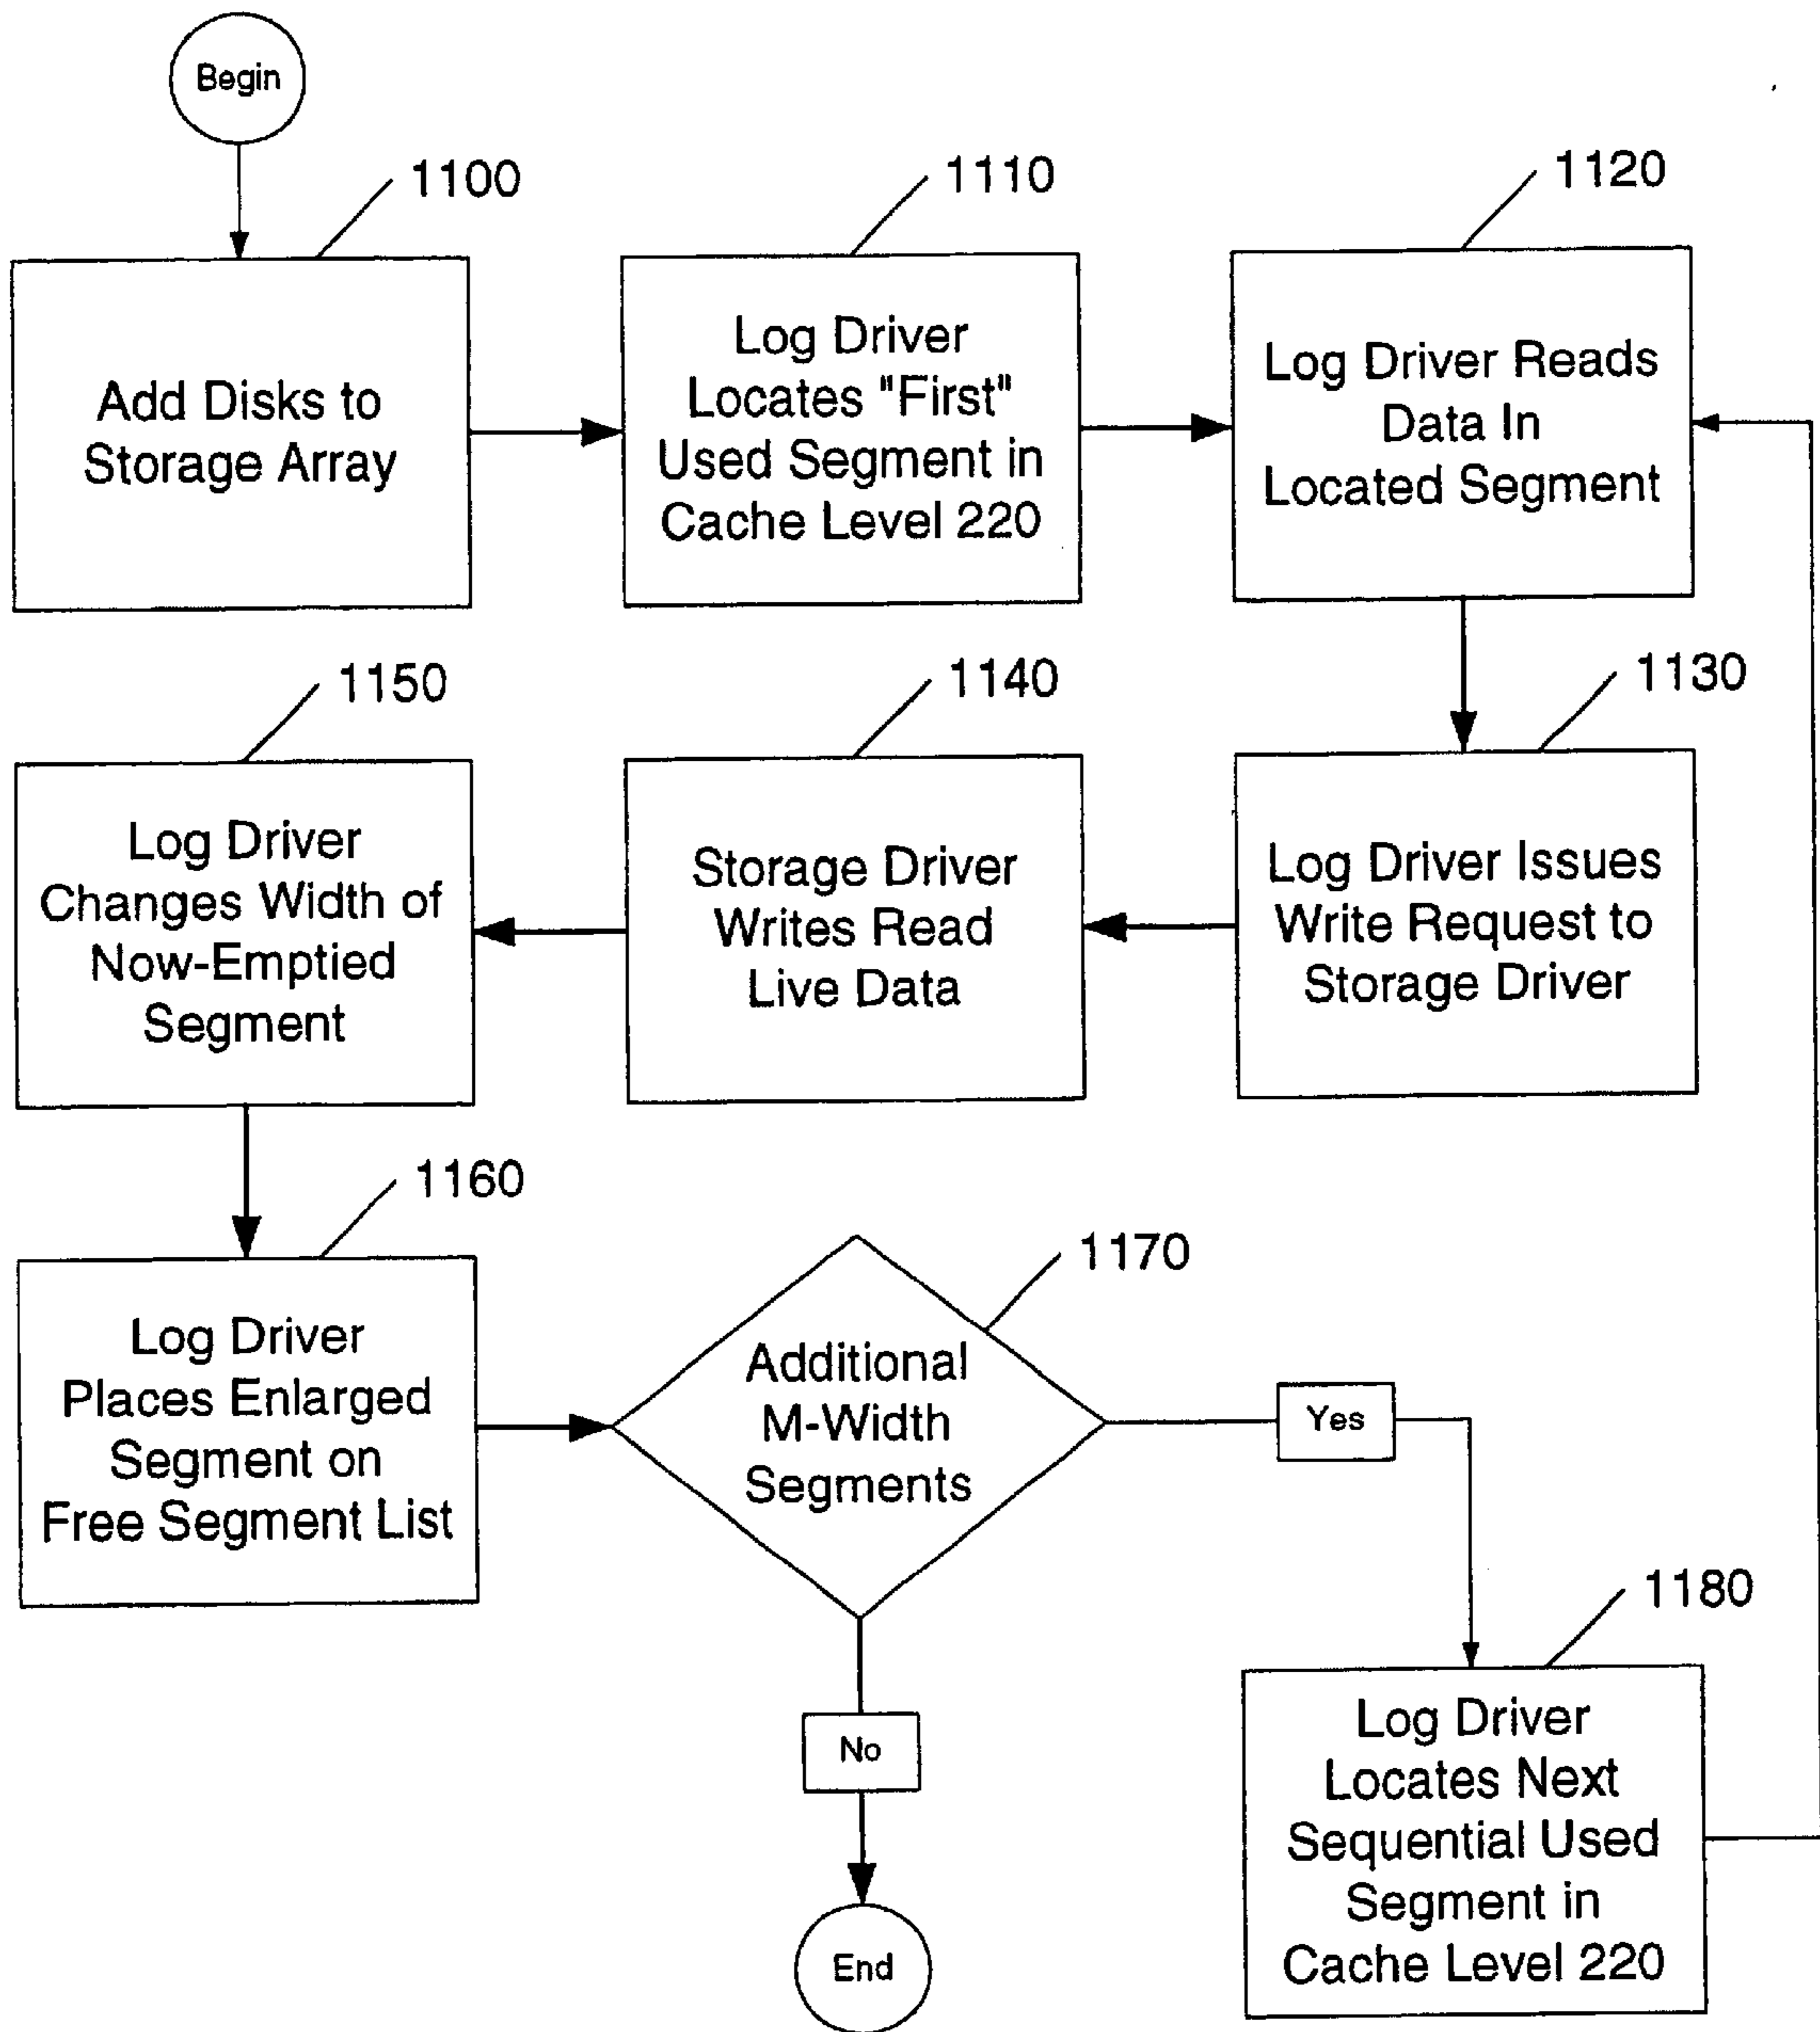 Begin
1100
Add Disks to
Storage Array
1110
Log Driver
Locates "First"
Used Segment in
Cache Level 220
1120
Log Driver Reads
Data In
Located Segment
1130
Log Driver Issues
Write Request to
Storage Driver
1140
Storage Driver
Writes Read
Live Data
1150
Log Driver
Changes Width of
Now-Emptied
Segment
1160
Log Driver
Places Enlarged
Segment on
Free Segment List
1170
Additional
M-Width
Segments
Yes
1180
Log Driver
Locates Next
Sequential Used
Segment in
Cache Level 220
No
End